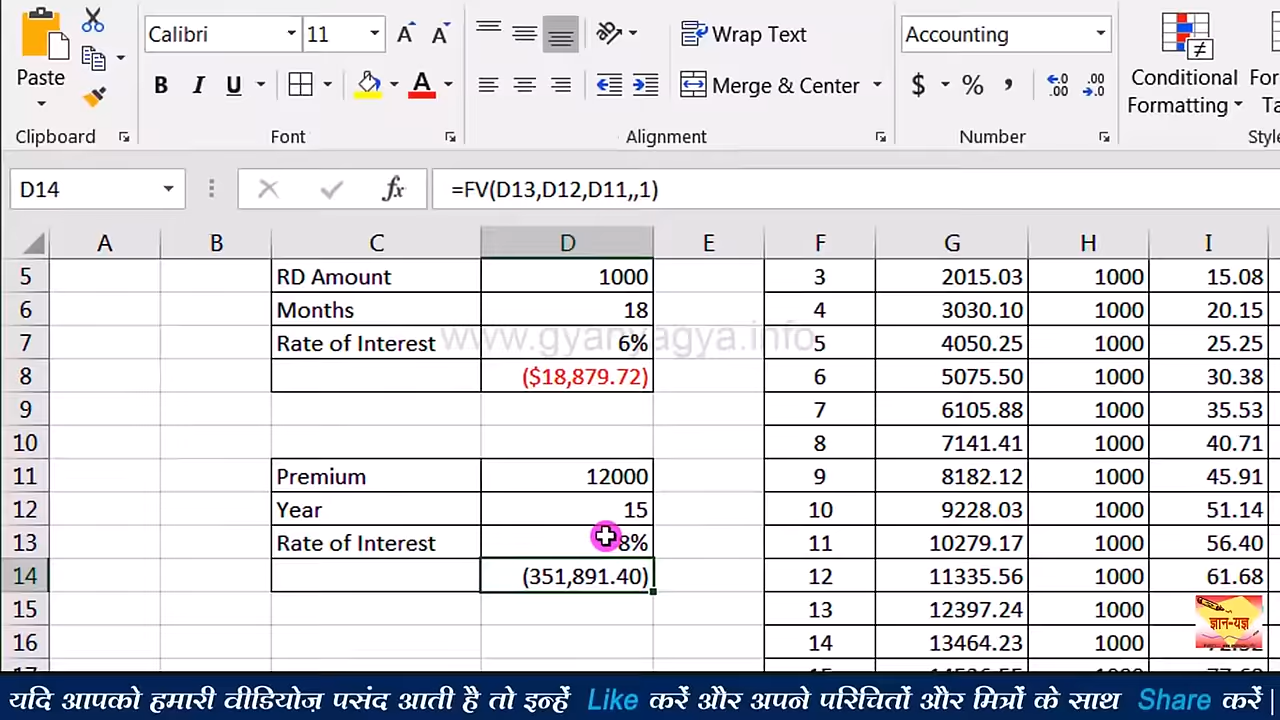 Calibri 11 Wrap Text Accounting
Paste B I U Merge & Center $ % , Conditional
Formatting
Clipboard Font Alignment Number
D14 fx =FV(D13,D12,D11,,1)
A B C D E F G H I
5 RD Amount 1000 3 2015.03 1000 15.08
6 Months 18 4 3030.10 1000 20.15
7 Rate of Interest 6% 5 4050.25 1000 25.25
www.gyanyagya.info
8 ($18,879.72) 6 5075.50 1000 30.38
9 7 6105.88 1000 35.53
10 8 7141.41 1000 40.71
11 Premium 12000 9 8182.12 1000 45.91
12 Year 15 10 9228.03 1000 51.14
13 Rate of Interest 8% 11 10279.17 1000 56.40
14 (351,891.40) 12 11335.56 1000 61.68
15 13 12397.24 1000
16 14 13464.23 1000
ज्ञान-यज्ञ
यदि आपको हमारी वीडियोज़ पसंद आती है तो इन्हें Like करें और अपने परिचितों और मित्रों के साथ Share करें |